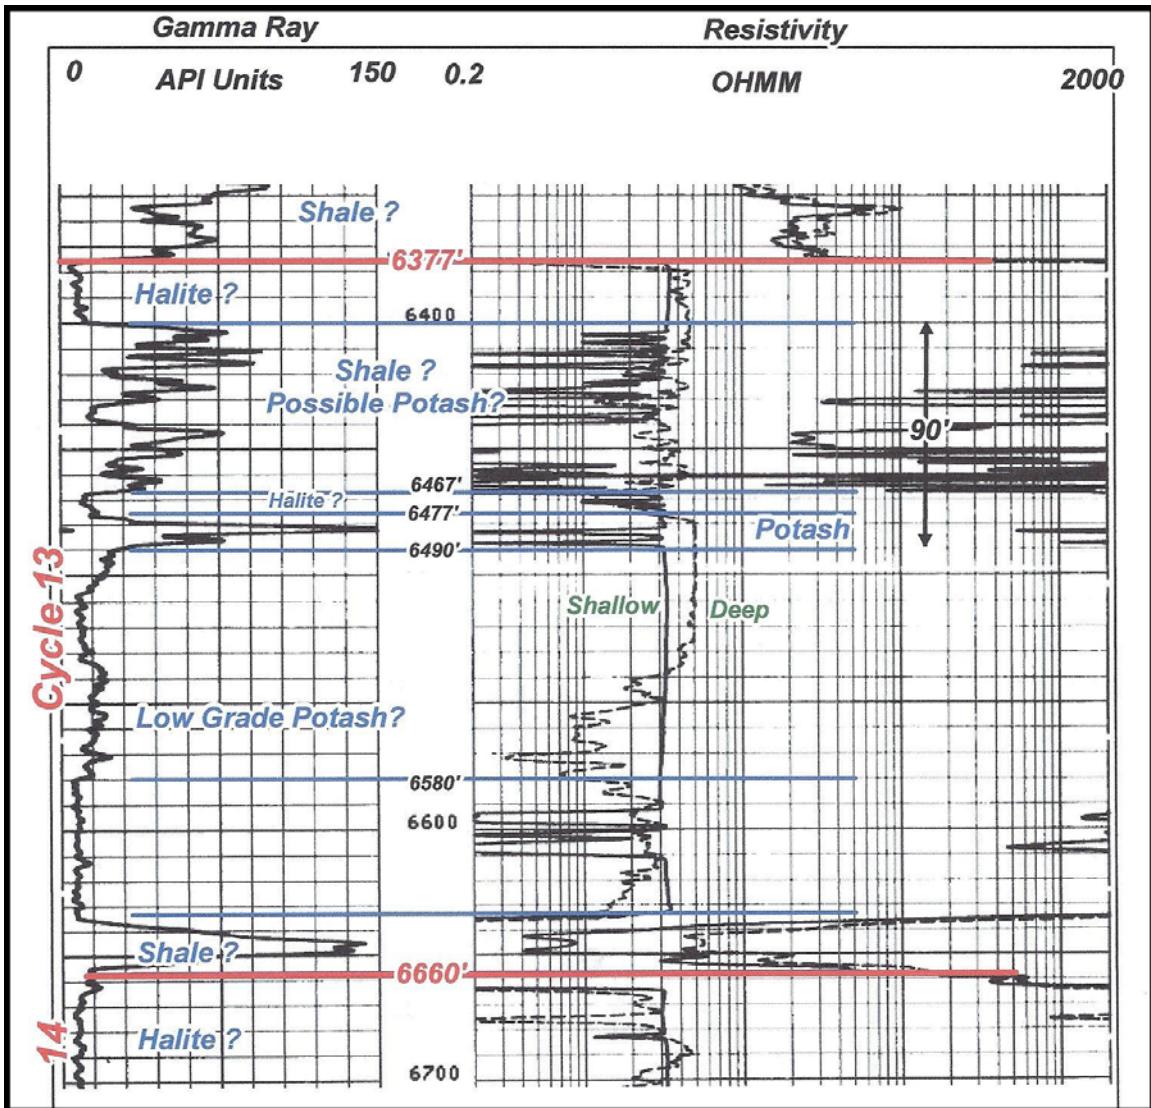 Gamma Ray Resistivity
0 API Units 150 0.2 OHMM 2000
Shale ?
6377'
Halite ?
6400
Shale ?
Possible Potash?
90'
6467'
Halite ?
6477'
Potash
6490'
Cycle 13
Shallow Deep
Low Grade Potash?
6580'
6600
Shale ?
6660'
14
Halite ?
6700